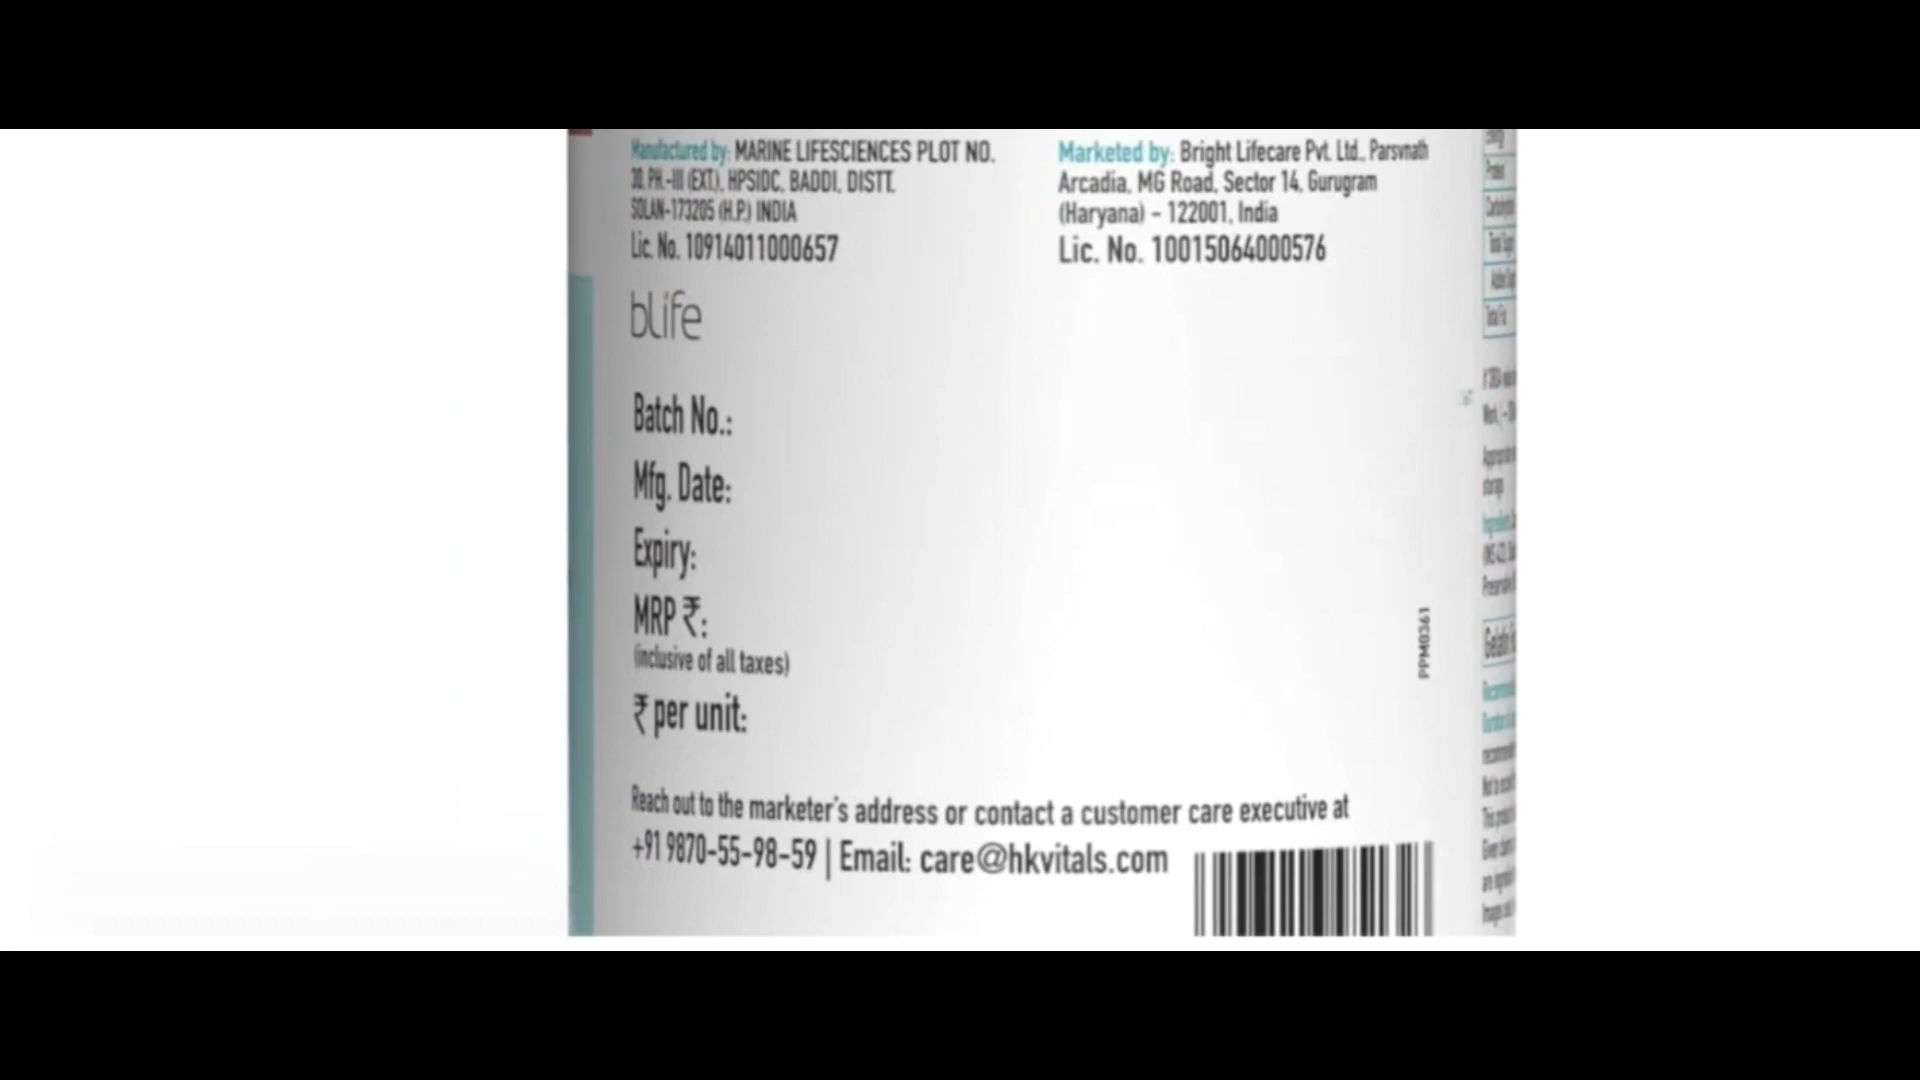 Manufactured by: MARINE LIFESCIENCES PLOT NO.
30, PH.-III (EXT.), HPSIDC, BADDI, DISTT.
SOLAN-173205 (H.P.) INDIA
Lic. No. 10914011000657
Marketed by: Bright Lifecare Pvt. Ltd., Parsvnath
Arcadia, MG Road, Sector 14, Gurugram
(Haryana) – 122001, India
Lic. No. 10015064000576
blife
Batch No.:
Mfg. Date:
Expiry:
MRP ₹:
(inclusive of all taxes)
₹ per unit:
PPM0361
Reach out to the marketer's address or contact a customer care executive at
+91 9870-55-98-59 | Email: care@hkvitals.com
Protein
Total Fat